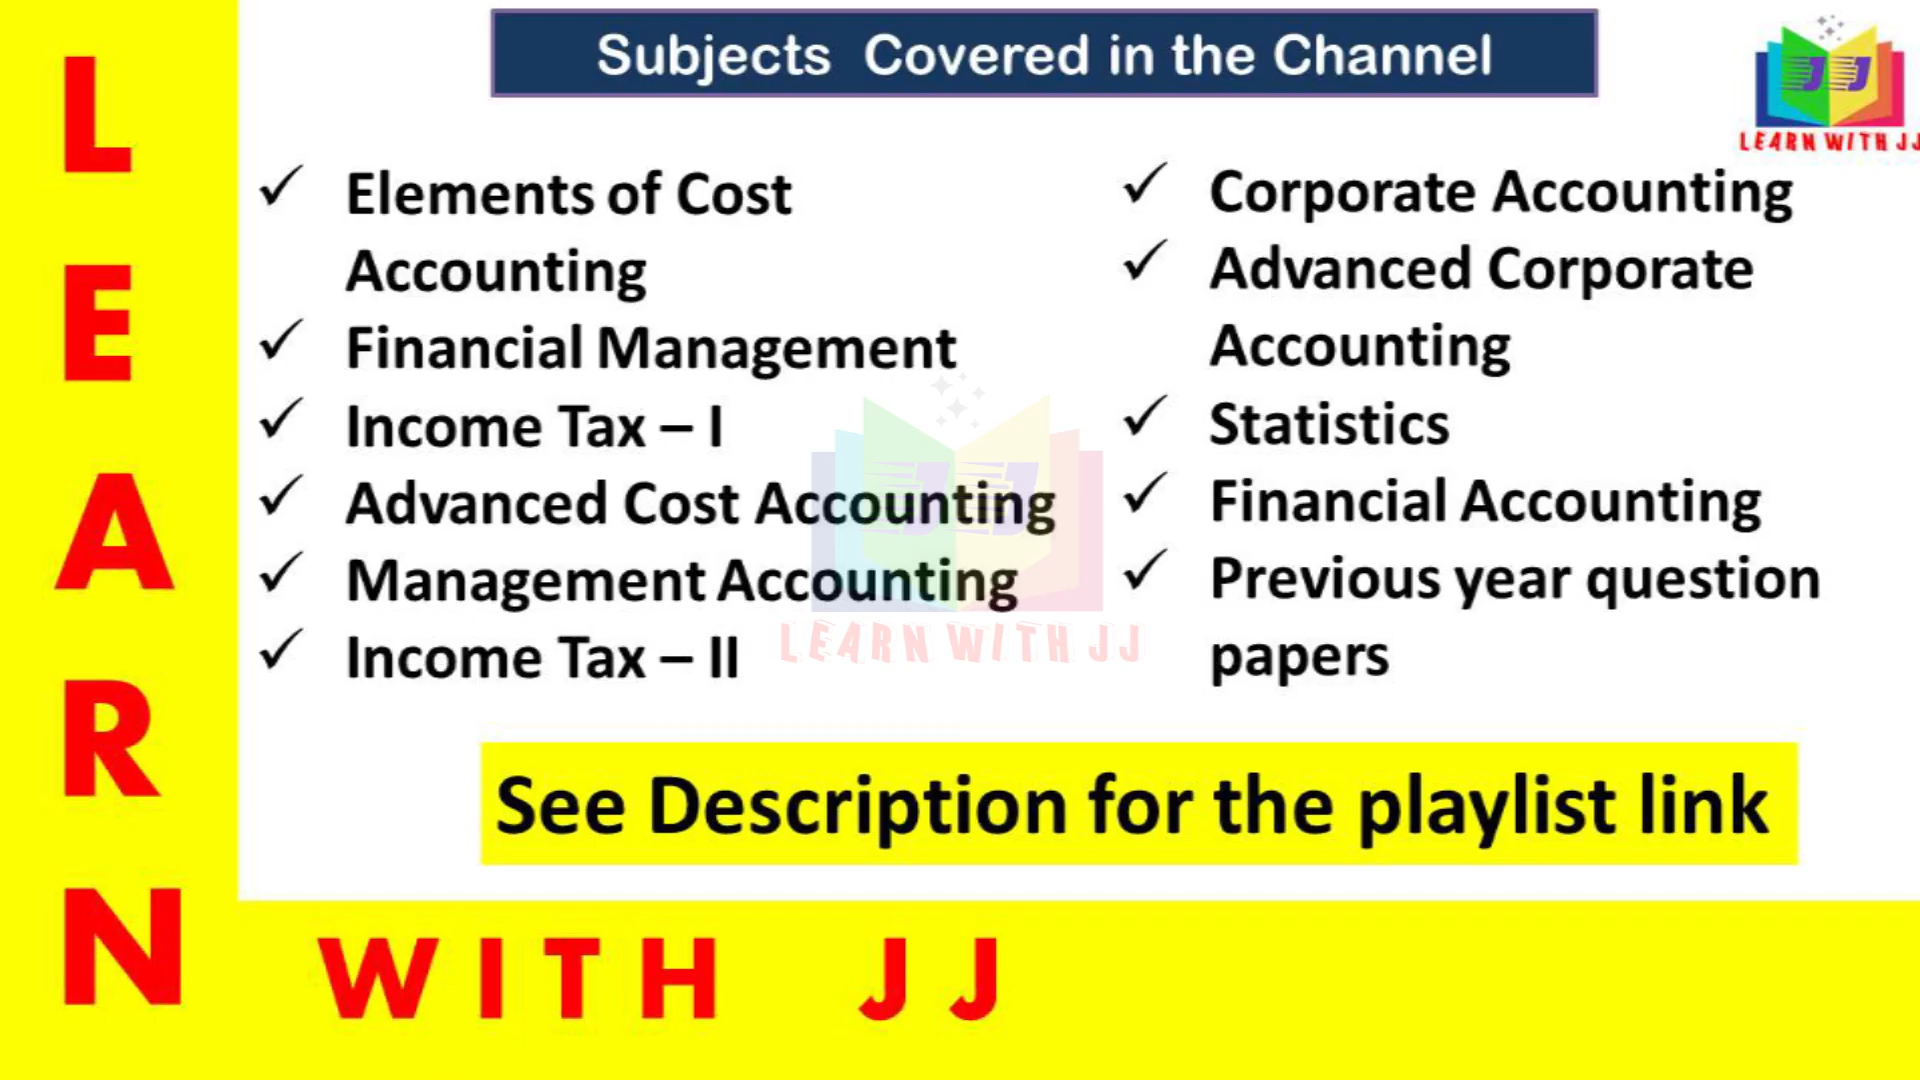 Subjects Covered in the Channel
LEARN WITH JJ
Elements of Cost
Accounting
Financial Management
Income Tax – I
Advanced Cost Accounting
Management Accounting
Income Tax – II
Corporate Accounting
Advanced Corporate
Accounting
Statistics
Financial Accounting
Previous year question
papers
LEARN WITH JJ
See Description for the playlist link
L
E
A
R
N
WITH JJ